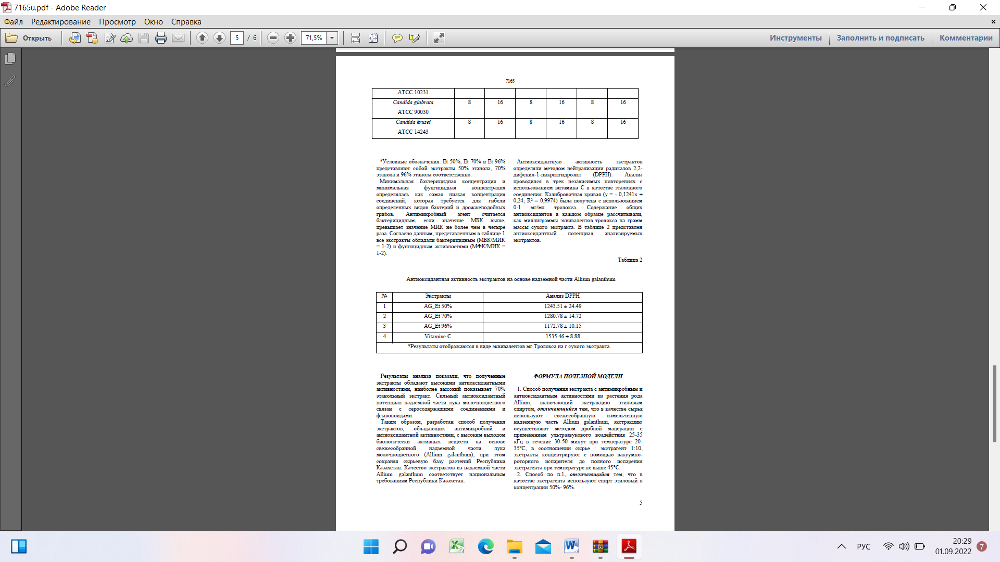 7165u.pdf - Adobe Reader
Файл Редактирование Просмотр Окно Справка
Открыть 5 / 6 71,5% Инструменты Заполнить и подписать Комментарии
7165
ATCC 10231
Candida glabrata 8 16 8 16 8 16
ATCC 90030
Candida krusei 8 16 8 16 8 16
ATCC 14243
*Условные обозначения: Et 50%, Et 70% и Et 96%
представляют собой экстракты 50% этанола, 70%
этанола и 96% этанола соответственно.
Минимальная бактерицидная концентрация и
минимальная фунгицидная концентрация
определялась как самая низкая концентрация
соединений, которая требуется для гибели
определенных видов бактерий и дрожжеподобных
грибов. Антимикробный агент считается
бактерицидным, если значение МБК выше,
превышает значение МИК не более чем в четыре
раза. Согласно данным, представленным в таблице 1
все экстракты обладали бактерицидным (МБК/МИК
= 1-2) и фунгицидным активностями (МФК/МИК =
1-2).
Антиоксидантную активность экстрактов
определяли методом нейтрализации радикалов 2,2-
дифенил-1-пикрилгидрозил (DPPH). Анализ
проводился в трех независимых повторениях с
использованием витамина С в качестве эталонного
соединения. Калибровочная кривая (y = - 0,1241x +
0,24; R² = 0,9974) была получена с использованием
0-1 мг/мл тролокса. Содержание общих
антиоксидантов в каждом образце рассчитывали,
как миллиграммы эквивалентов тролокса на грамм
массы сухого экстракта. В таблице 2 представлен
антиоксидантный потенциал анализируемых
экстрактов.
Таблица 2
Антиоксидантная активность экстрактов на основе надземной части Allium galanthum
№ Экстракты Анализ DPPH
1 AG_Et 50% 1243.51 ± 24.49
2 AG_Et 70% 1280.78 ± 14.72
3 AG_Et 96% 1172.78 ± 10.15
4 Vitamine C 1535.46 ± 8.88
*Результаты отображаются в виде эквивалентов мг Тролокса на г сухого экстракта.
Результаты анализа показали, что полученные
экстракты обладают высокими антиоксидантными
активностями, наиболее высокий показывает 70%
этанольный экстракт. Сильный антиоксидантный
потенциал надземной части лука молочноцветного
связан с серосодержащими соединениями и
флавоноидами.
Таким образом, разработан способ получения
экстрактов, обладающих антимикробной и
антиоксидантной активностями, с высоким выходом
биологически активных веществ на основе
свежесобранной надземной части лука
молочноцветного (Allium galanthum), при этом
сохраняя сырьевую базу растений Республики
Казахстан. Качество экстрактов из надземной части
Allium galanthum соответствует национальным
требованиям Республики Казахстан.
ФОРМУЛА ПОЛЕЗНОЙ МОДЕЛИ
1. Способ получения экстракта с антимикробным и
антиоксидантным активностями из растения рода
Allium, включающий экстракцию этиловым
спиртом, отличающийся тем, что в качестве сырья
используют свежесобранную измельченную
надземную часть Allium galanthum, экстракцию
осуществляют методом дробной мацерации с
применением ультразвукового воздействия 25-35
кГц в течение 30-50 минут при температуре 20-
35°С, в соотношении сырье : экстрагент 1:10,
экстракты концентрируют с помощью вакуумно-
роторного испарителя до полного испарения
экстрагента при температуре не выше 45°С.
2. Способ по п.1, отличающийся тем, что в
качестве экстрагента используют спирт этиловый в
концентрации 50%- 96%.
5
РУС 20:29
01.09.2022 7